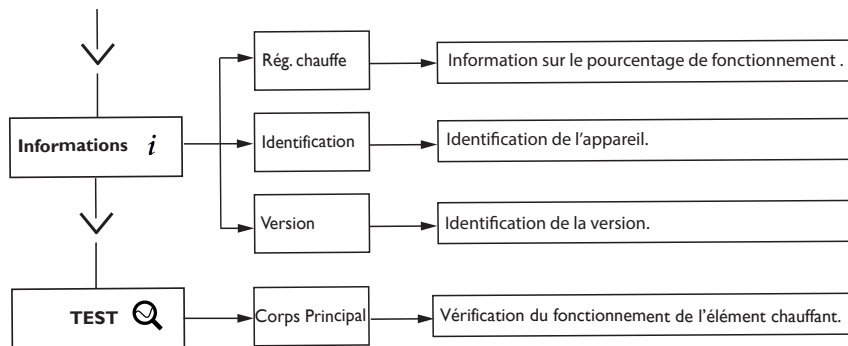 Rég. chauffe
Information sur le pourcentage de fonctionnement .
Informations i
Identification
Identification de l'appareil.
Version
Identification de la version.
TEST
Corps Principal
Vérification du fonctionnement de l'élément chauffant.